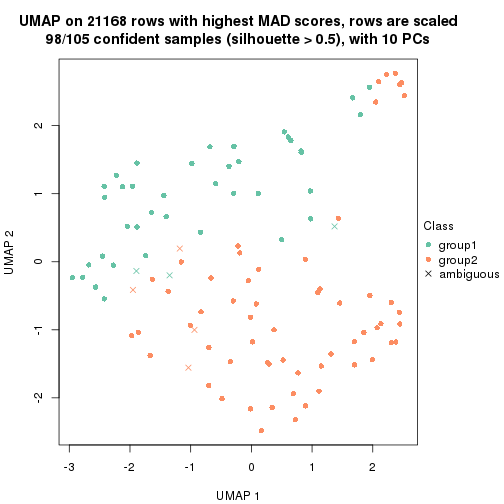 UMAP on 21168 rows with highest MAD scores, rows are scaled
98/105 confident samples (silhouette > 0.5), with 10 PCs
2
1
0
-1
-2
UMAP 2
-3
-2
-1
0
1
2
UMAP 1
Class
group1
group2
ambiguous